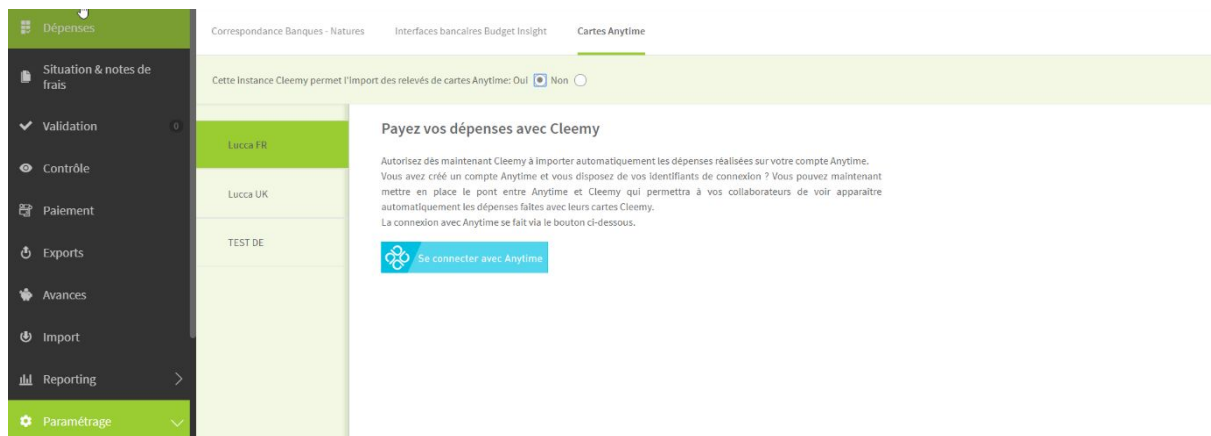 Dépenses
Situation & notes de
frais
Validation 0
Contrôle
Paiement
Exports
Avances
Import
Reporting
Paramétrage
Correspondance Banques - Natures Interfaces bancaires Budget Insight Cartes Anytime
Cette Instance Cleemy permet l'Import des relevés de cartes Anytime: Oui Non
Lucca FR
Lucca UK
TEST DE
Payez vos dépenses avec Cleemy
Autorisez dès maintenant Cleemy à importer automatiquement les dépenses réalisées sur votre compte Anytime.
Vous avez créé un compte Anytime et vous disposez de vos identifiants de connexion ? Vous pouvez maintenant
mettre en place le pont entre Anytime et Cleemy qui permettra à vos collaborateurs de voir apparaître
automatiquement les dépenses faites avec leurs cartes Cleemy.
La connexion avec Anytime se fait via le bouton ci-dessous.
Se connecter avec Anytime